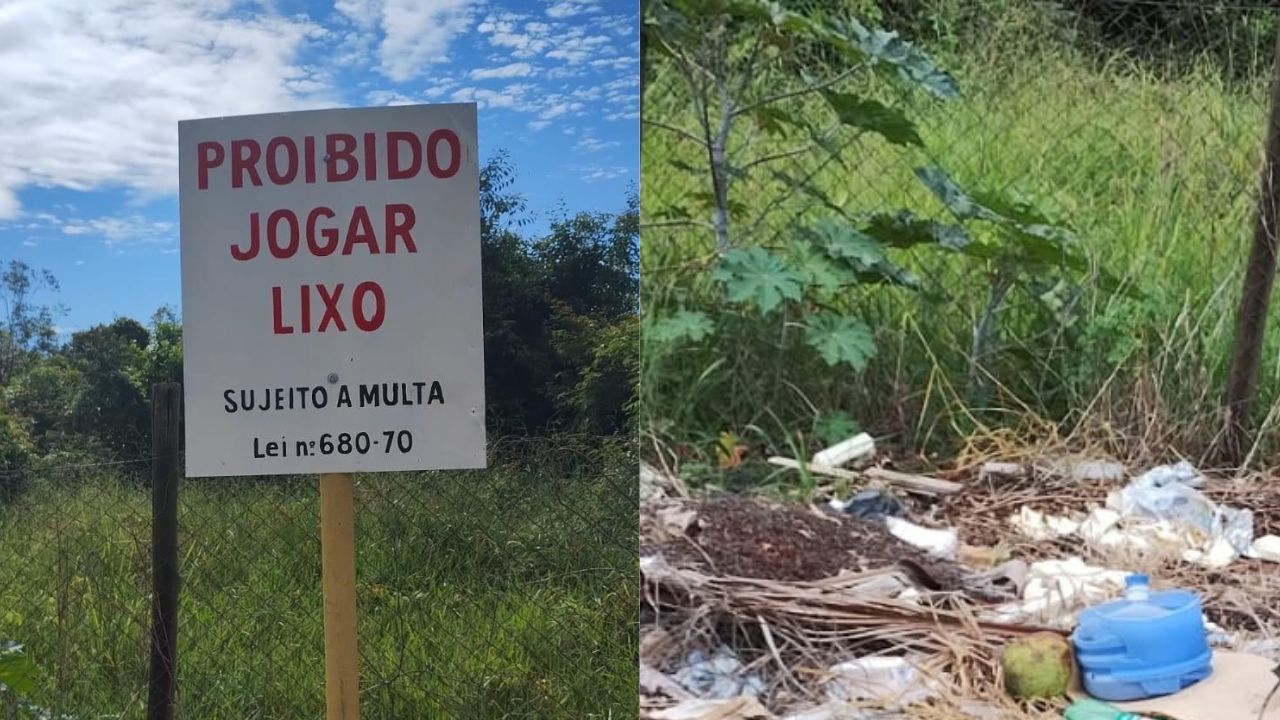 PROIBIDO
JOGAR
LIXO
SUJEITO A MULTA
Lei nº 680-70